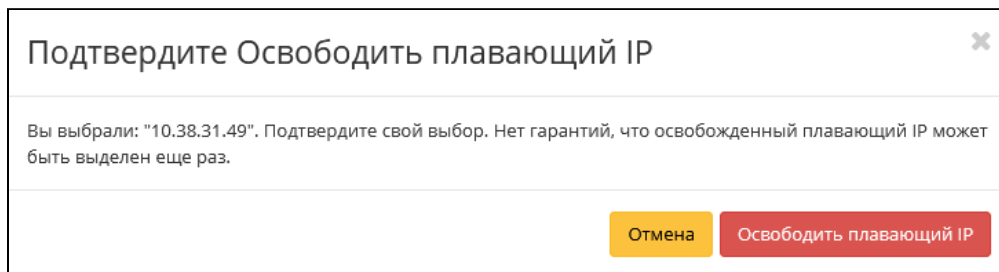 Подтвердите Освободить плавающий IP
Вы выбрали: "10.38.31.49". Подтвердите свой выбор. Нет гарантий, что освобожденный плавающий IP может
быть выделен еще раз.
Отмена
Освободить плавающий IP